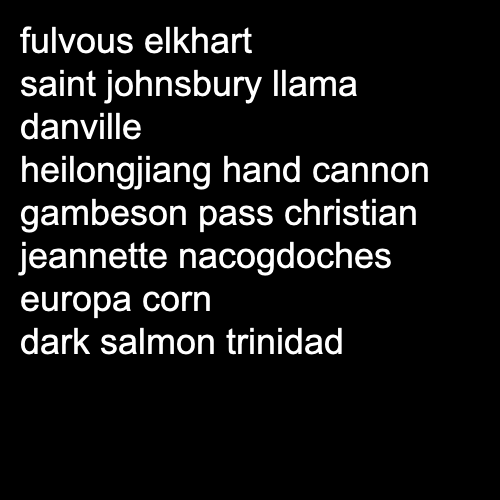 fulvous elkhart
saint johnsbury llama
danville
heilongjiang hand cannon
gambeson pass christian
jeannette nacogdoches
europa corn
dark salmon trinidad